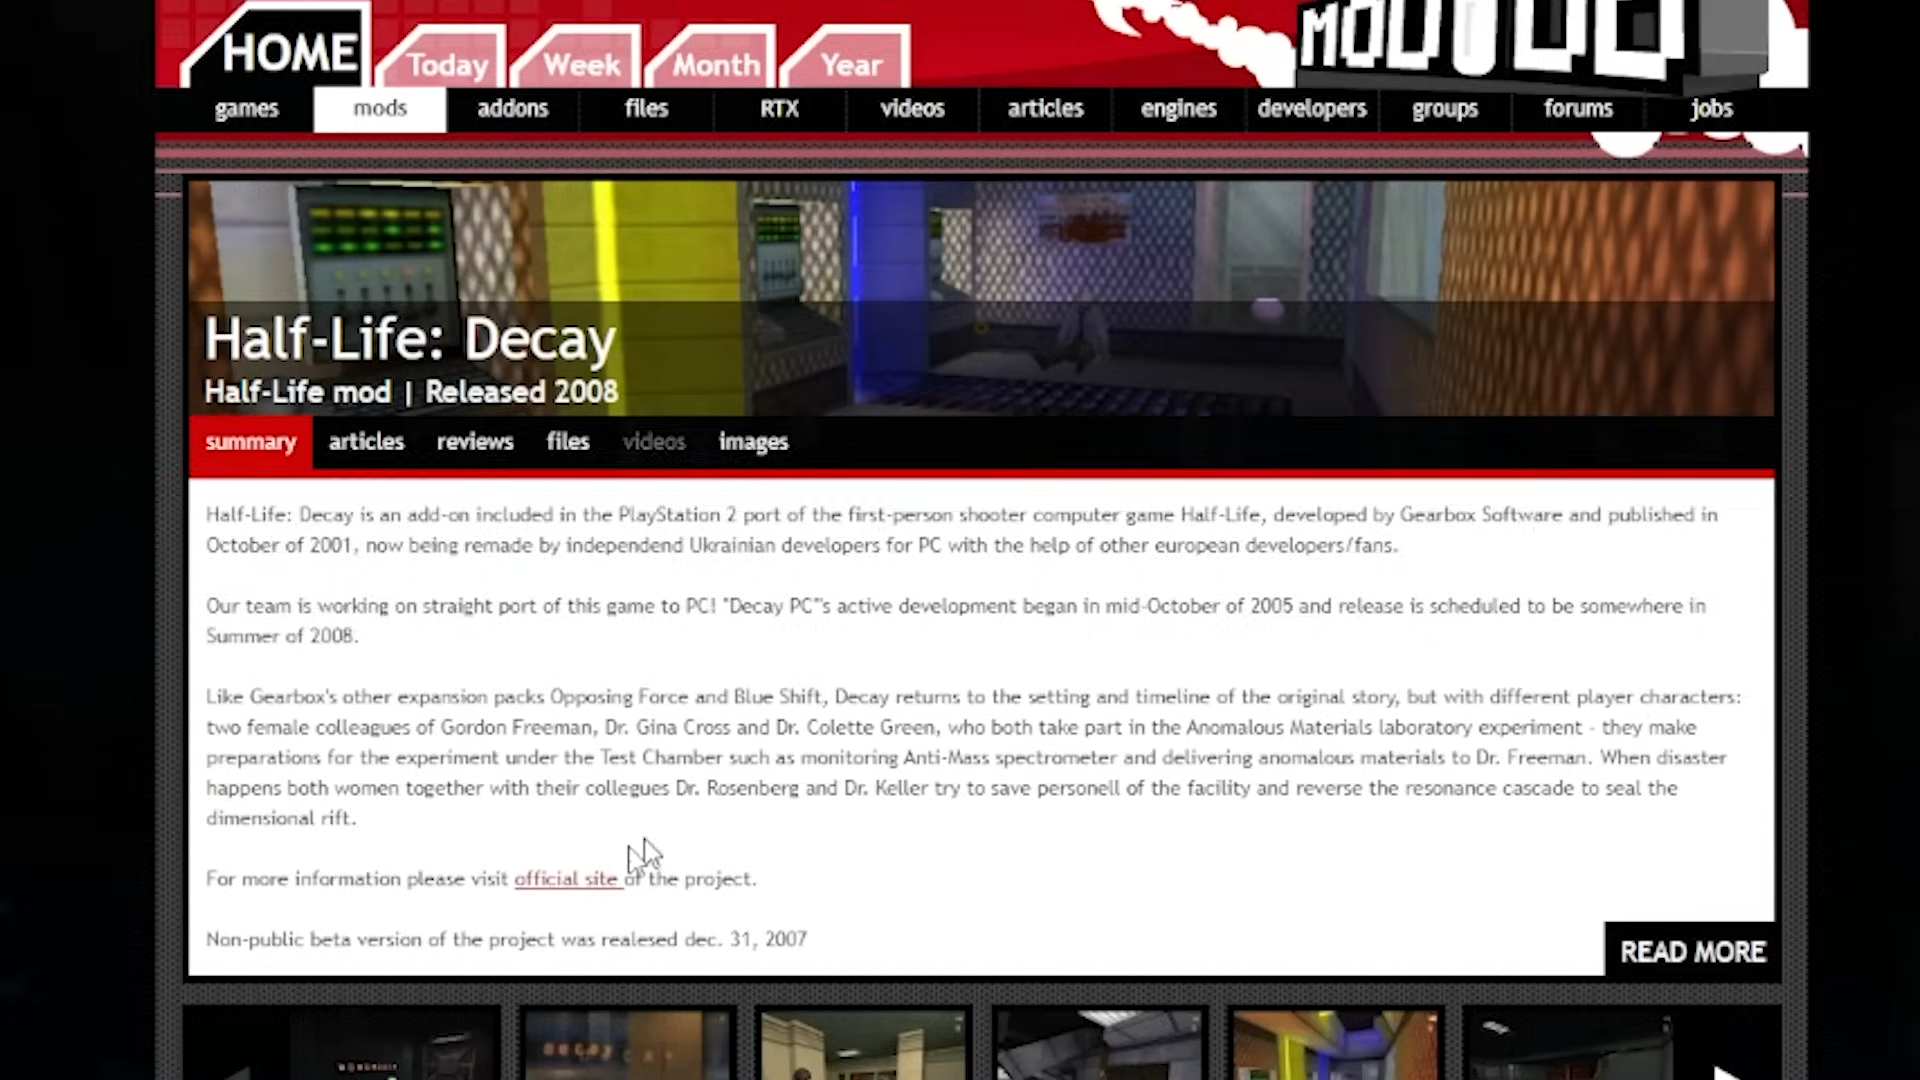 HOME Today Week Month Year
MODDB
games mods addons files RTX videos articles engines developers groups forums jobs
Half-Life: Decay
Half-Life mod | Released 2008
summary articles reviews files videos images
Half-Life: Decay is an add-on included in the PlayStation 2 port of the first-person shooter computer game Half-Life, developed by Gearbox Software and published in
October of 2001, now being remade by independend Ukrainian developers for PC with the help of other european developers/fans.
Our team is working on straight port of this game to PC! "Decay PC"'s active development began in mid-October of 2005 and release is scheduled to be somewhere in
Summer of 2008.
Like Gearbox's other expansion packs Opposing Force and Blue Shift, Decay returns to the setting and timeline of the original story, but with different player characters:
two female colleagues of Gordon Freeman, Dr. Gina Cross and Dr. Colette Green, who both take part in the Anomalous Materials laboratory experiment - they make
preparations for the experiment under the Test Chamber such as monitoring Anti-Mass spectrometer and delivering anomalous materials to Dr. Freeman. When disaster
happens both women together with their collegues Dr. Rosenberg and Dr. Keller try to save personell of the facility and reverse the resonance cascade to seal the
dimensional rift.
For more information please visit official site of the project.
Non-public beta version of the project was realesed dec. 31, 2007
READ MORE